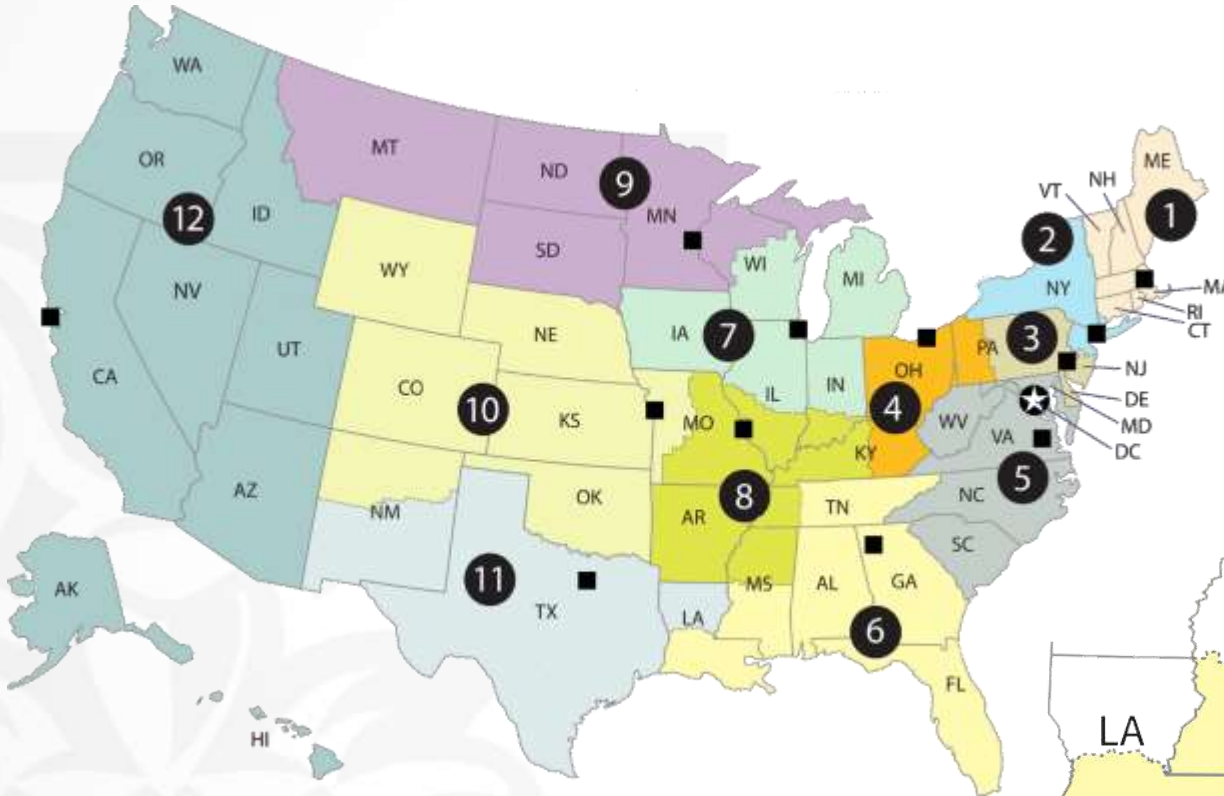 WA
ME
MT
NH
OR
ND
VT
9
MN
1
ID
12
2
SD
WI
WY
MI
NY
MA
NV
RI
CT
NE
IA
7
PA
3
UT
OH
NJ
CA
CO
IL
IN
DE
10
KS
MO
4
WV
MD
VA
DC
KY
AZ
OK
8
NC
5
TN
NM
AR
SC
11
MS
AL
GA
AK
TX
LA
6
FL
HI
LA